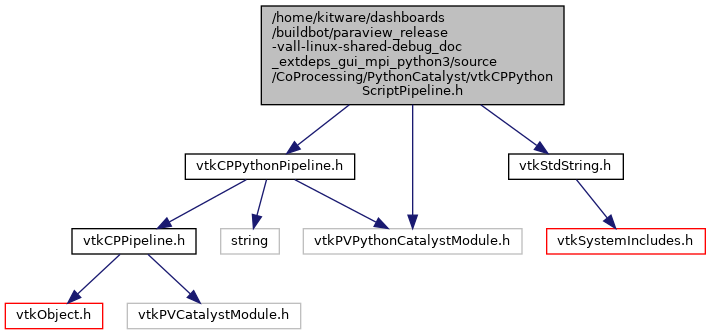 /home/kitware/dashboards
/buildbot/paraview_release
-vall-linux-shared-debug_doc
_extdeps_gui_mpi_python3/source
/CoProcessing/PythonCatalyst/vtkCPPython
ScriptPipeline.h
vtkCPPythonPipeline.h
vtkStdString.h
vtkCPPipeline.h
string
vtkPVPythonCatalystModule.h
vtkSystemIncludes.h
vtkObject.h
vtkPVCatalystModule.h